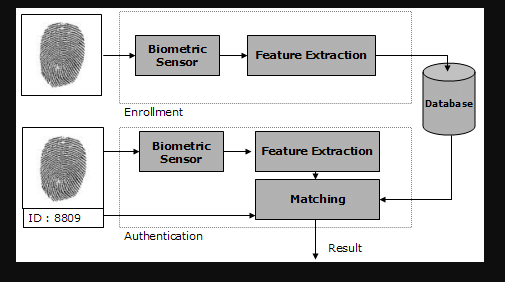 Biometric
Sensor
Feature Extraction
Database
Enrollment
Biometric
Sensor
Feature Extraction
Matching
ID : 8809
Authentication
Result